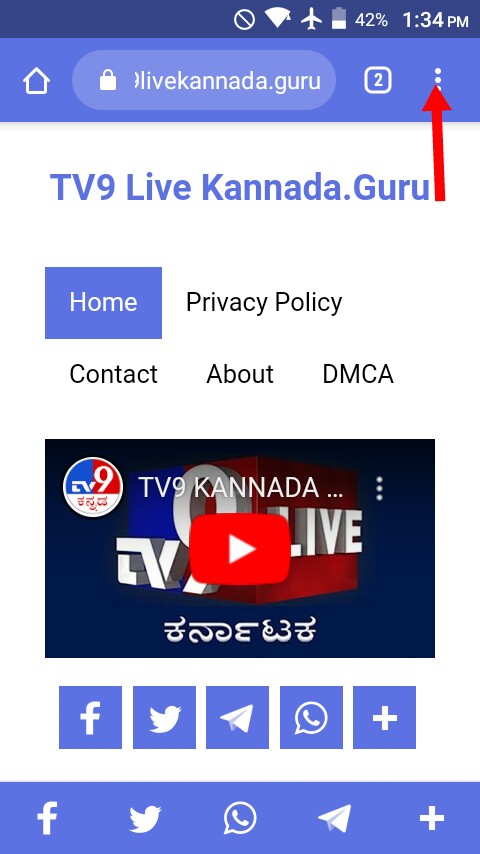 42% 1:34 PM
9livekannada.guru 2
TV9 Live Kannada.Guru
Home Privacy Policy
Contact About DMCA
TV9 KANNADA ...
TV9
ಕನ್ನಡ
TV9 LIVE
ಕರ್ನಾಟಕ